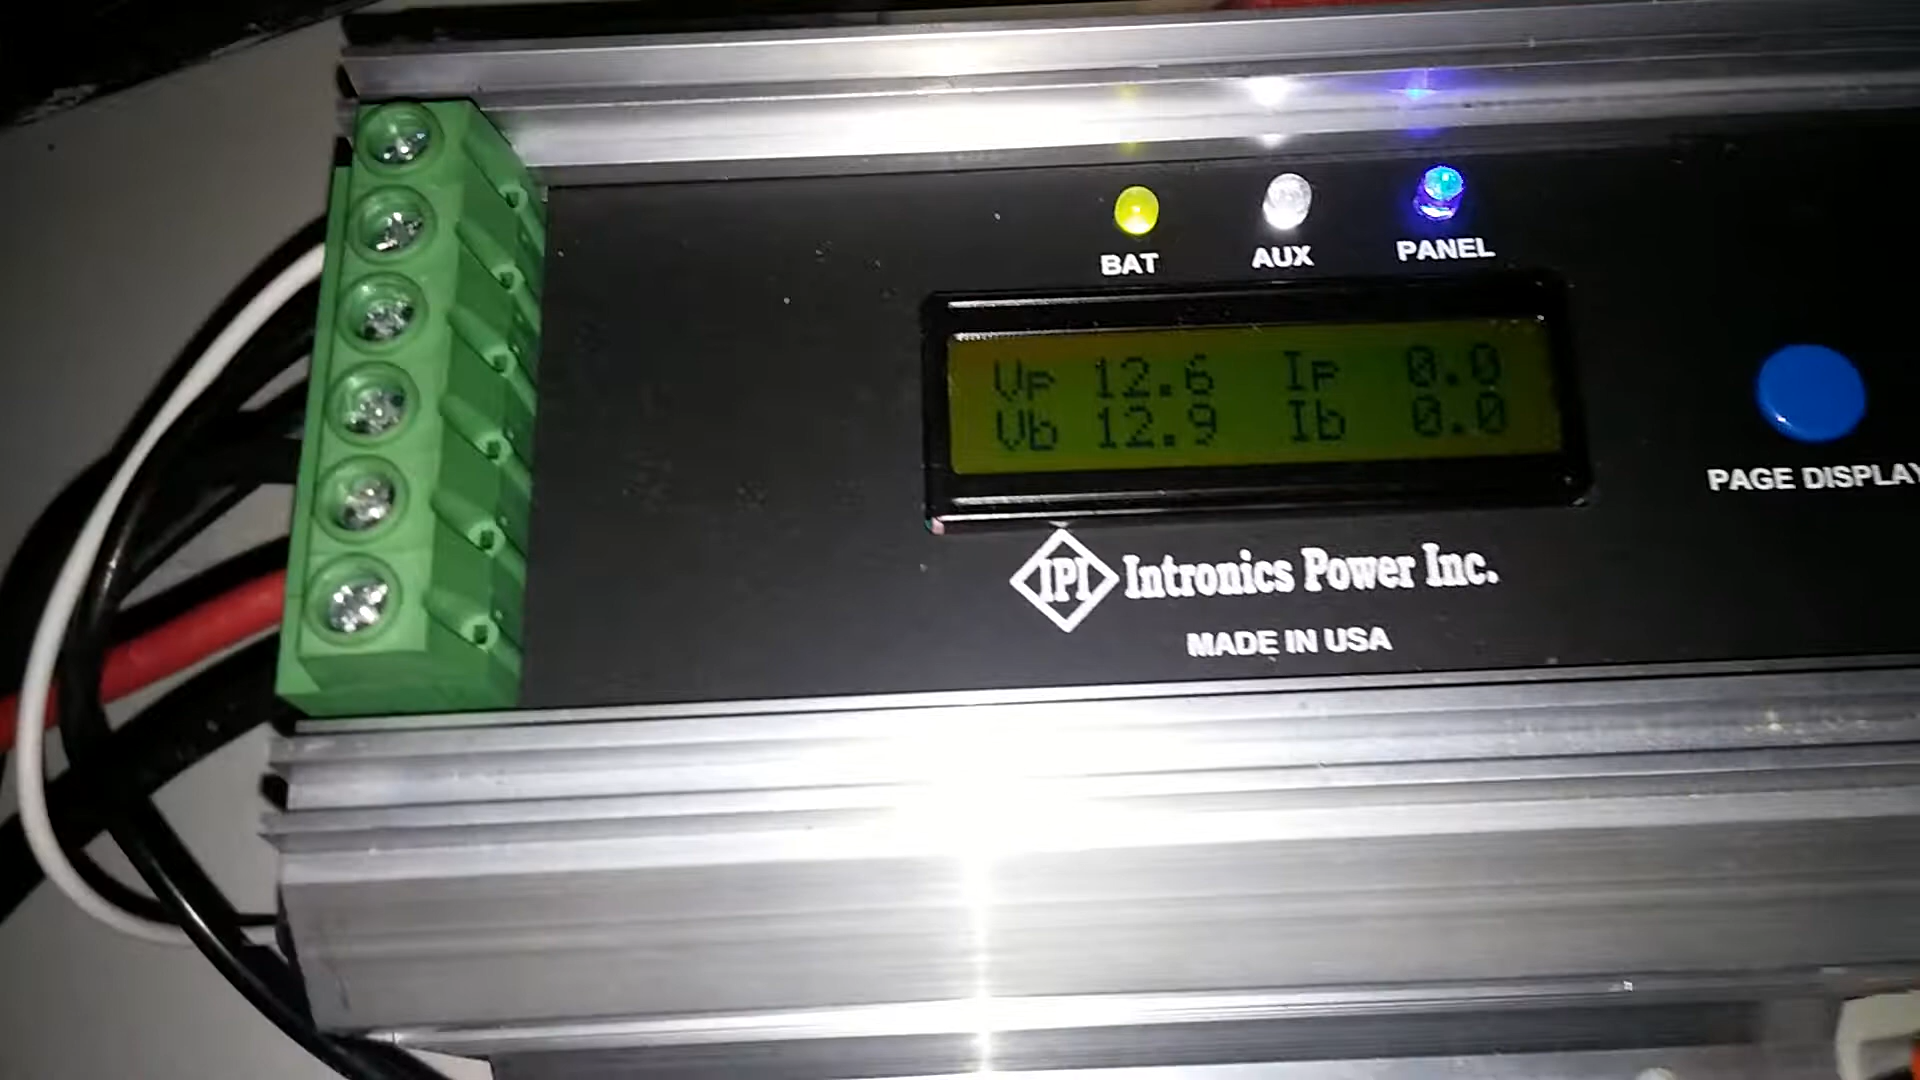 BAT AUX PANEL
Vp 12.6 Ip 0.0
Vb 12.9 Ib 0.0
PAGE DISPLAY
IPI Intronics Power Inc.
MADE IN USA